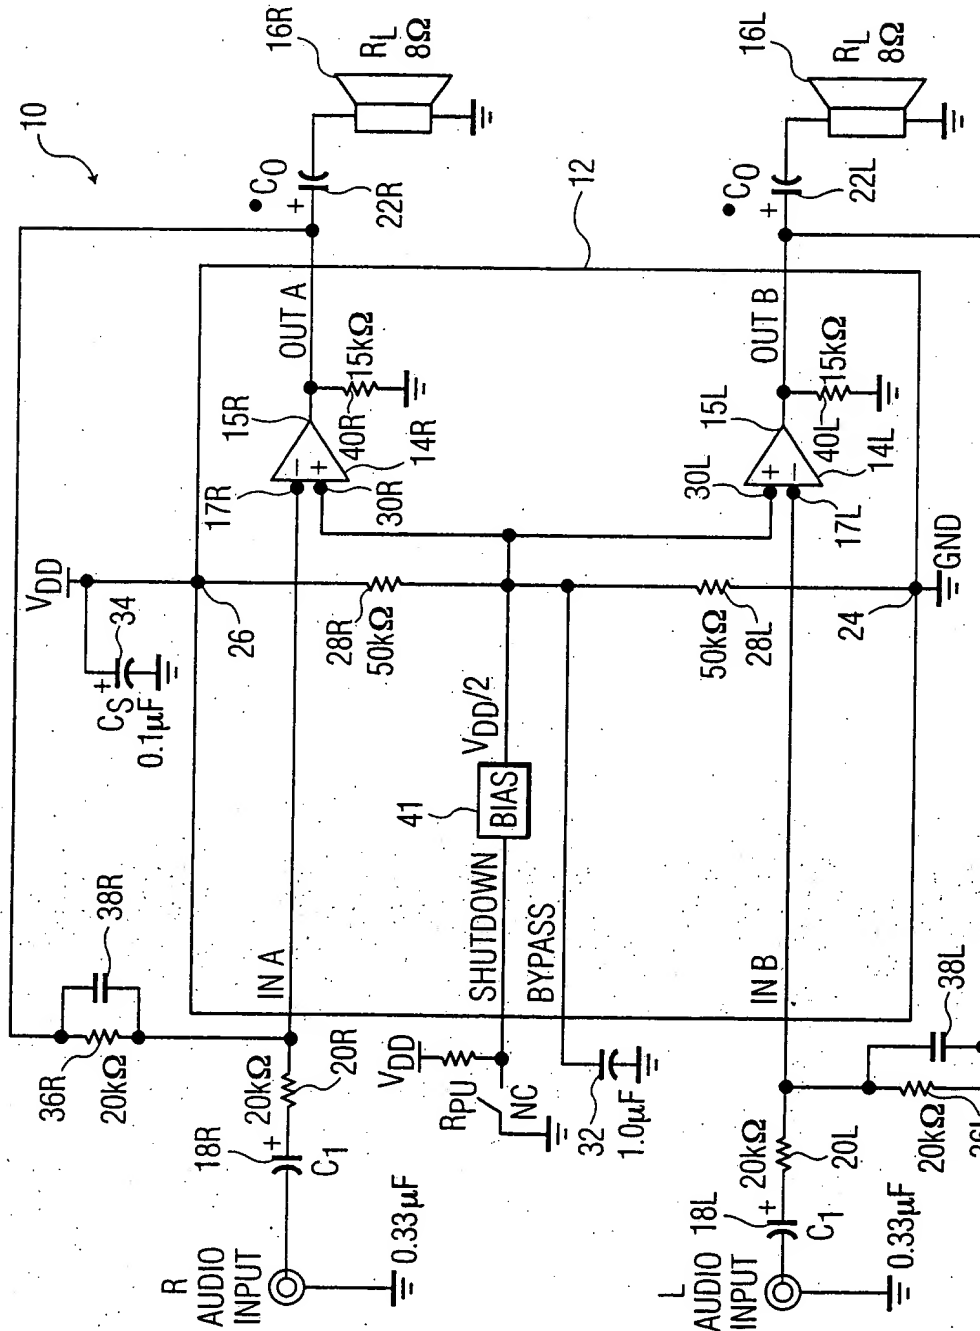 10
16R
RL
8Ω
•CO
+
22R
12
OUT A
15R
17R
−
+
30R
15kΩ
40R
14R
VDD
34
CS
+
0.1μF
26
28R
50kΩ
VDD/2
41
BIAS
SHUTDOWN
BYPASS
50kΩ
28L
24
GND
30L
+
−
17L
15L
OUT B
15kΩ
40L
14L
•CO
+
22L
16L
RL
8Ω
38R
36R
20kΩ
IN A
20kΩ
20R
18R
+
C1
R
AUDIO
INPUT
0.33μF
VDD
RPU
NC
32
1.0μF
IN B
38L
20kΩ
20L
20kΩ
18L
+
C1
L
AUDIO
INPUT
0.33μF